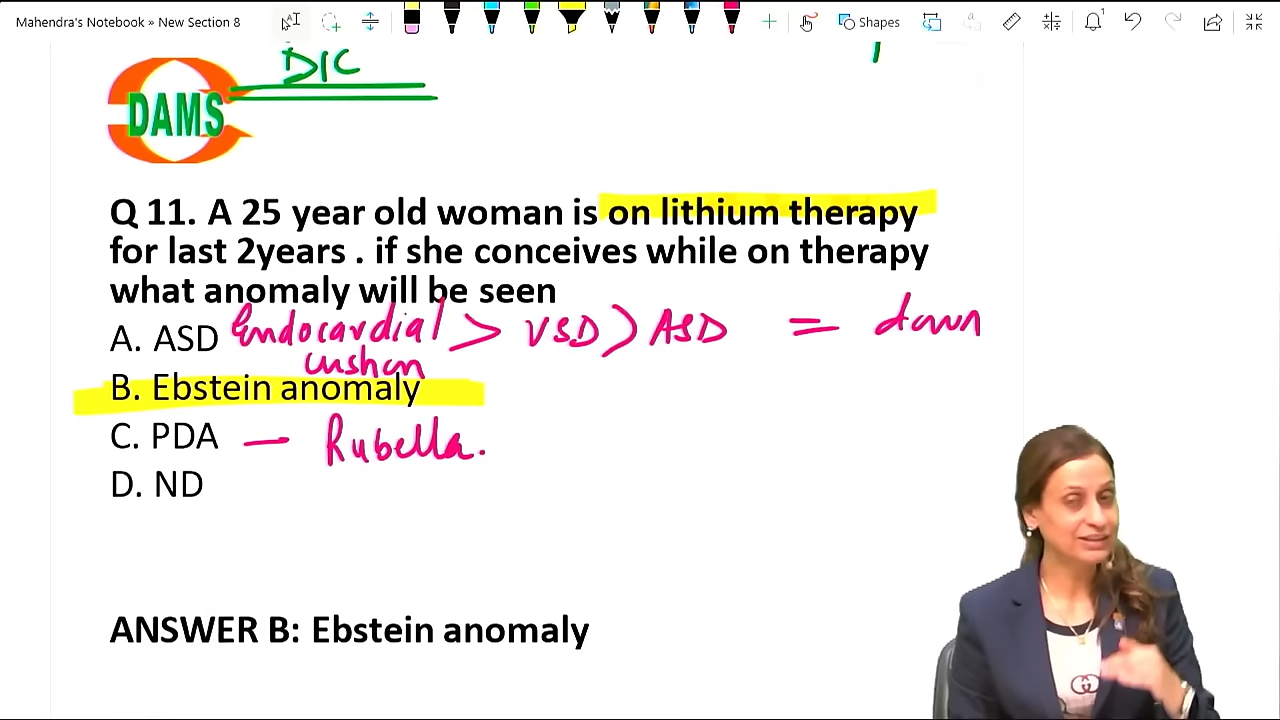 Mahendra's Notebook » New Section 8
Shapes
1
DIC
DAMS
Q 11. A 25 year old woman is on lithium therapy
for last 2years . if she conceives while on therapy
what anomaly will be seen
A. ASD Endocardial > VSD > ASD = down
cushon
B. Ebstein anomaly
C. PDA — Rubella.
D. ND
ANSWER B: Ebstein anomaly